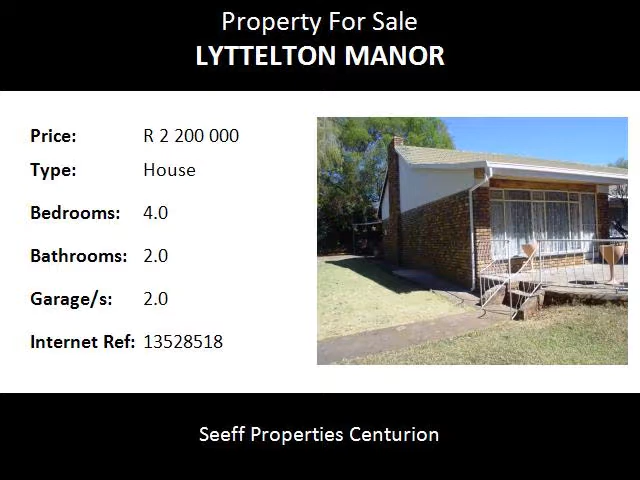 Property For Sale
LYTTELTON MANOR
Price: R 2 200 000
Type: House
Bedrooms: 4.0
Bathrooms: 2.0
Garage/s: 2.0
Internet Ref: 13528518
Seeff Properties Centurion